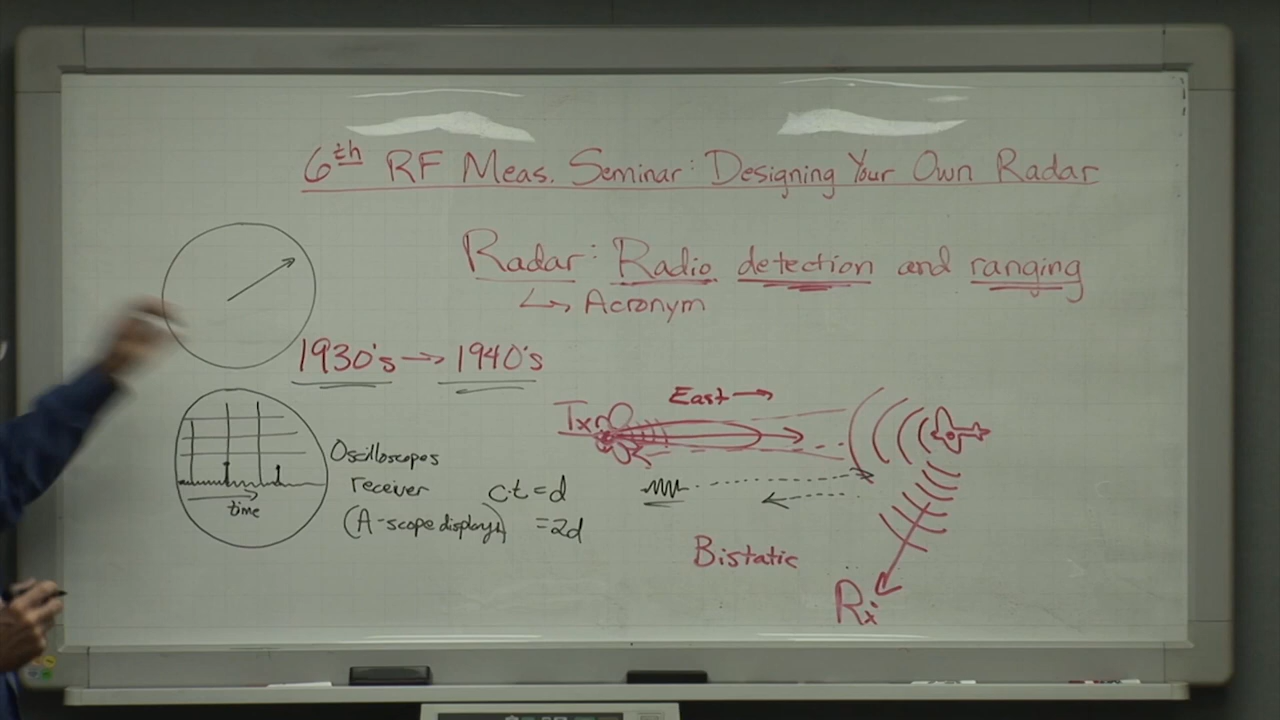 6th RF Meas. Seminar: Designing Your Own Radar
Radar: Radio detection and ranging
↳ Acronym
1930's → 1940's
East →
Tx
Oscilloscopes
receiver
(A-scope displays)
time
c·t = d
= 2d
Bistatic
Rx